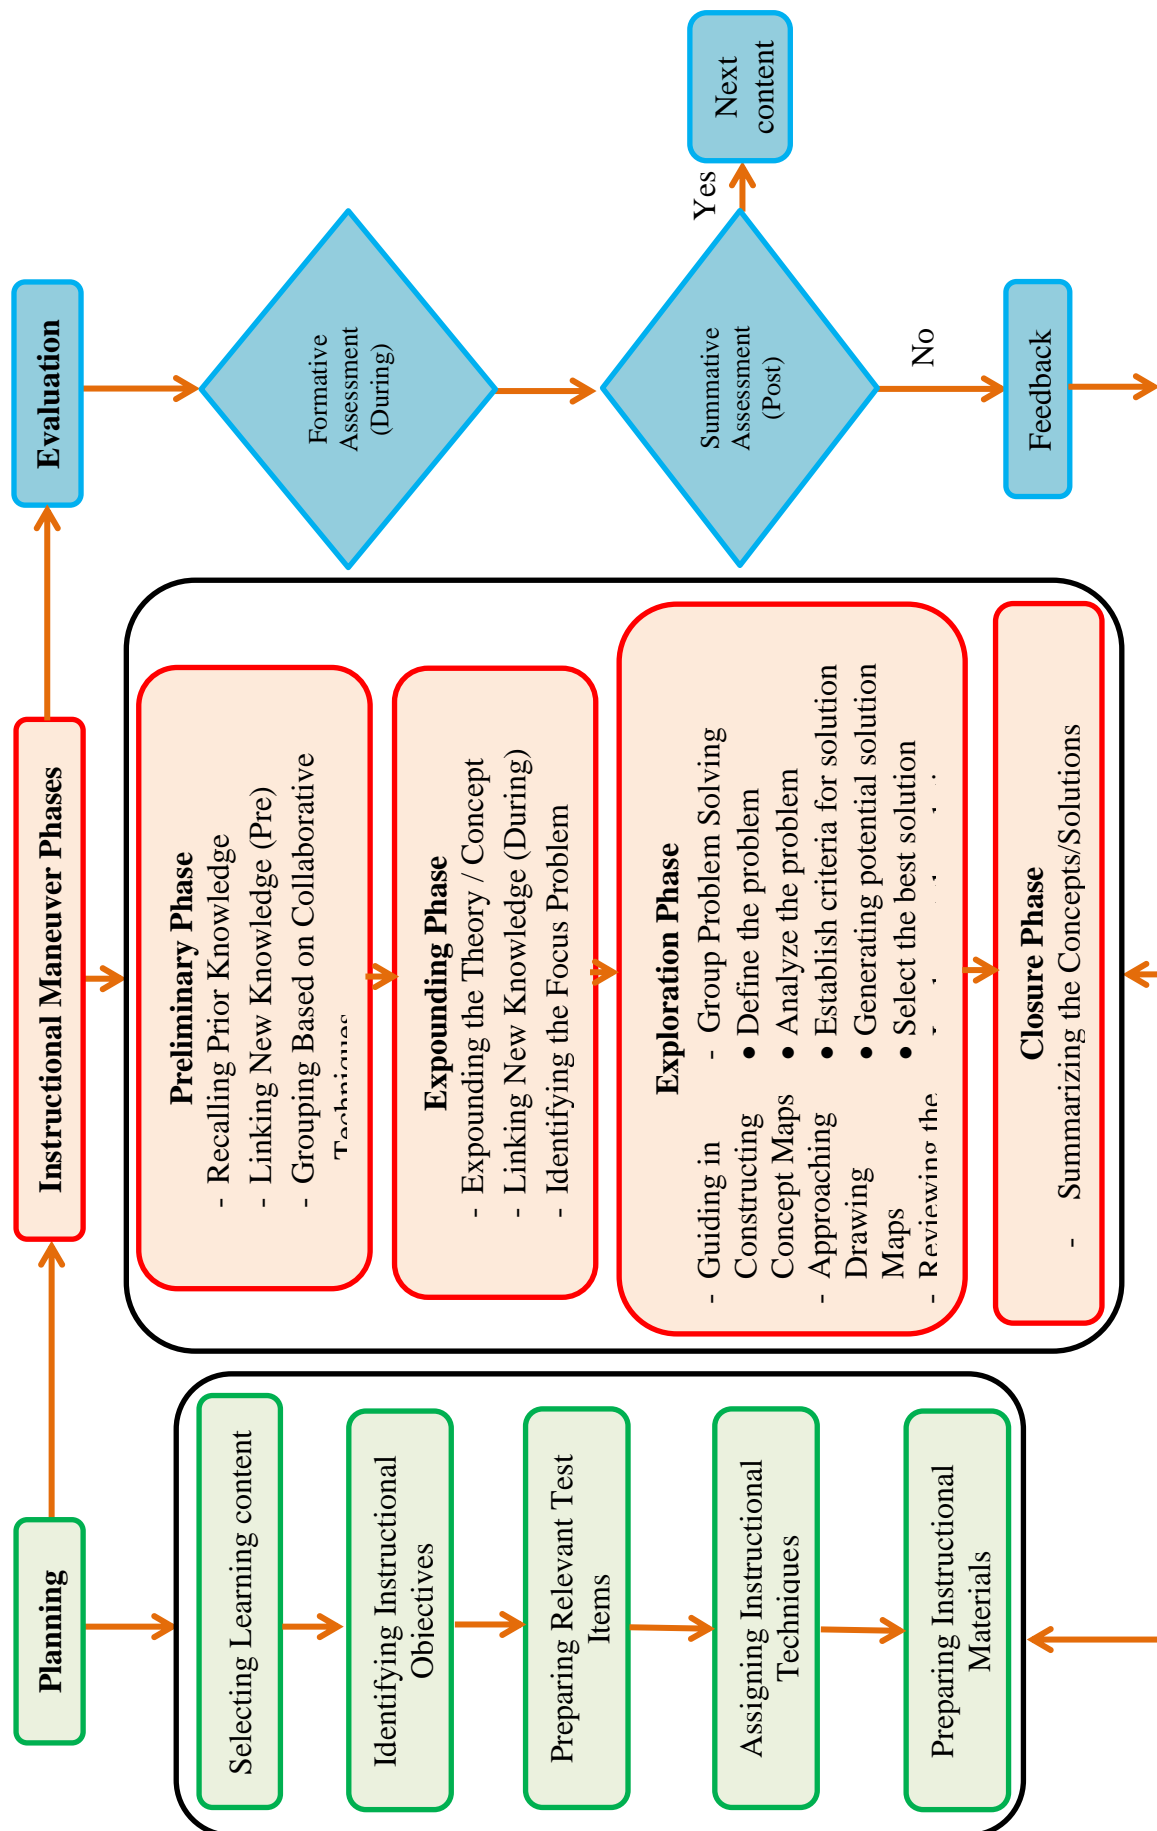 Planning
Selecting Learning content
Identifying Instructional
Objectives
Preparing Relevant Test
Items
Assigning Instructional
Techniques
Preparing Instructional
Materials
Instructional Maneuver Phases
Preliminary Phase
- Recalling Prior Knowledge
- Linking New Knowledge (Pre)
- Grouping Based on Collaborative
Techniques
Expounding Phase
- Expounding the Theory / Concept
- Linking New Knowledge (During)
- Identifying the Focus Problem
Exploration Phase
- Guiding in
Constructing
Concept Maps
- Approaching
Drawing
Maps
- Reviewing the
- Group Problem Solving
• Define the problem
• Analyze the problem
• Establish criteria for solution
• Generating potential solution
• Select the best solution
Closure Phase
- Summarizing the Concepts/Solutions
Evaluation
Formative
Assessment
(During)
Summative
Assessment
(Post)
Yes
Next
content
No
Feedback